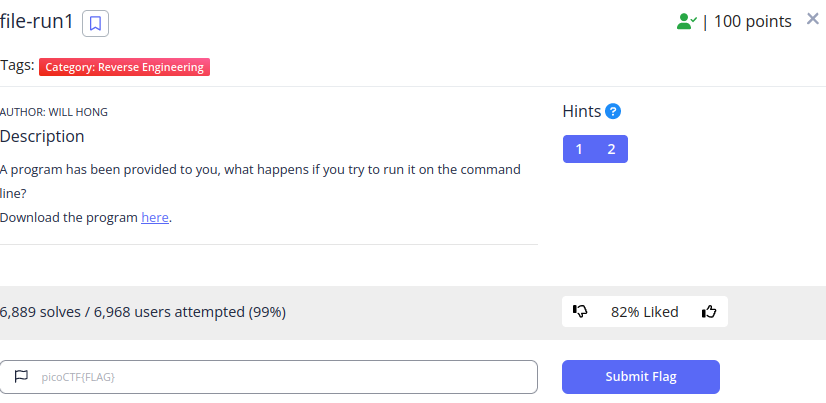 file-run1
| 100 points
Tags: Category: Reverse Engineering
AUTHOR: WILL HONG
Description
A program has been provided to you, what happens if you try to run it on the command
line?
Download the program here.
Hints ?
1 2
6,889 solves / 6,968 users attempted (99%)
82% Liked
picoCTF{FLAG}
Submit Flag